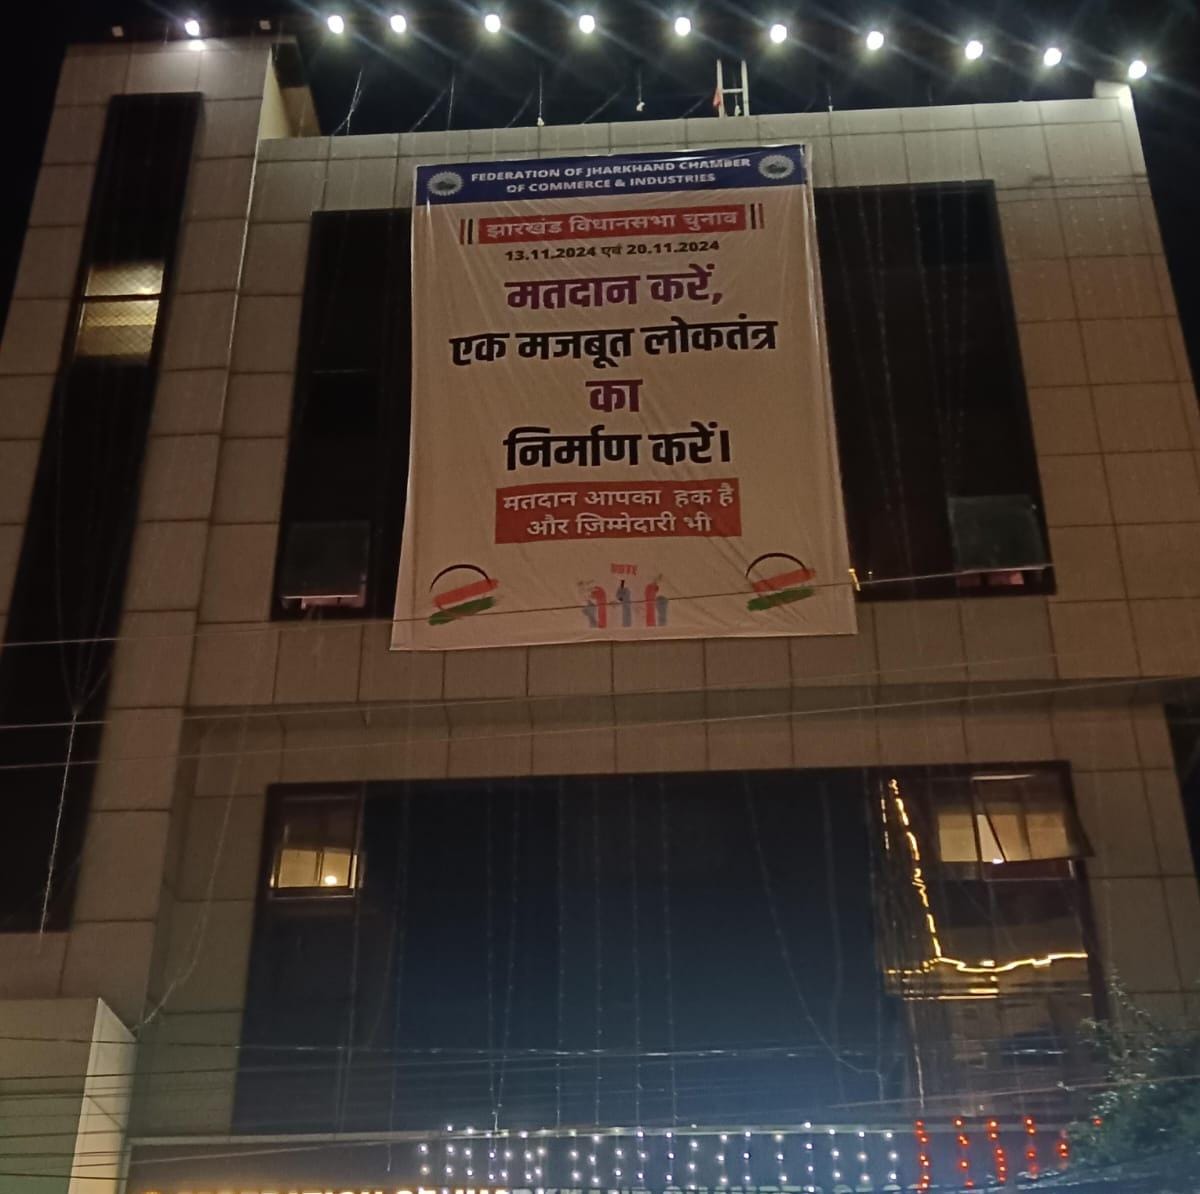 FEDERATION OF JHARKHAND CHAMBER
OF COMMERCE & INDUSTRIES
|| झारखंड विधानसभा चुनाव ||
13.11.2024 एवं 20.11.2024
मतदान करें,
एक मजबूत लोकतंत्र
का
निर्माण करें।
मतदान आपका हक है
और ज़िम्मेदारी भी
VOTE